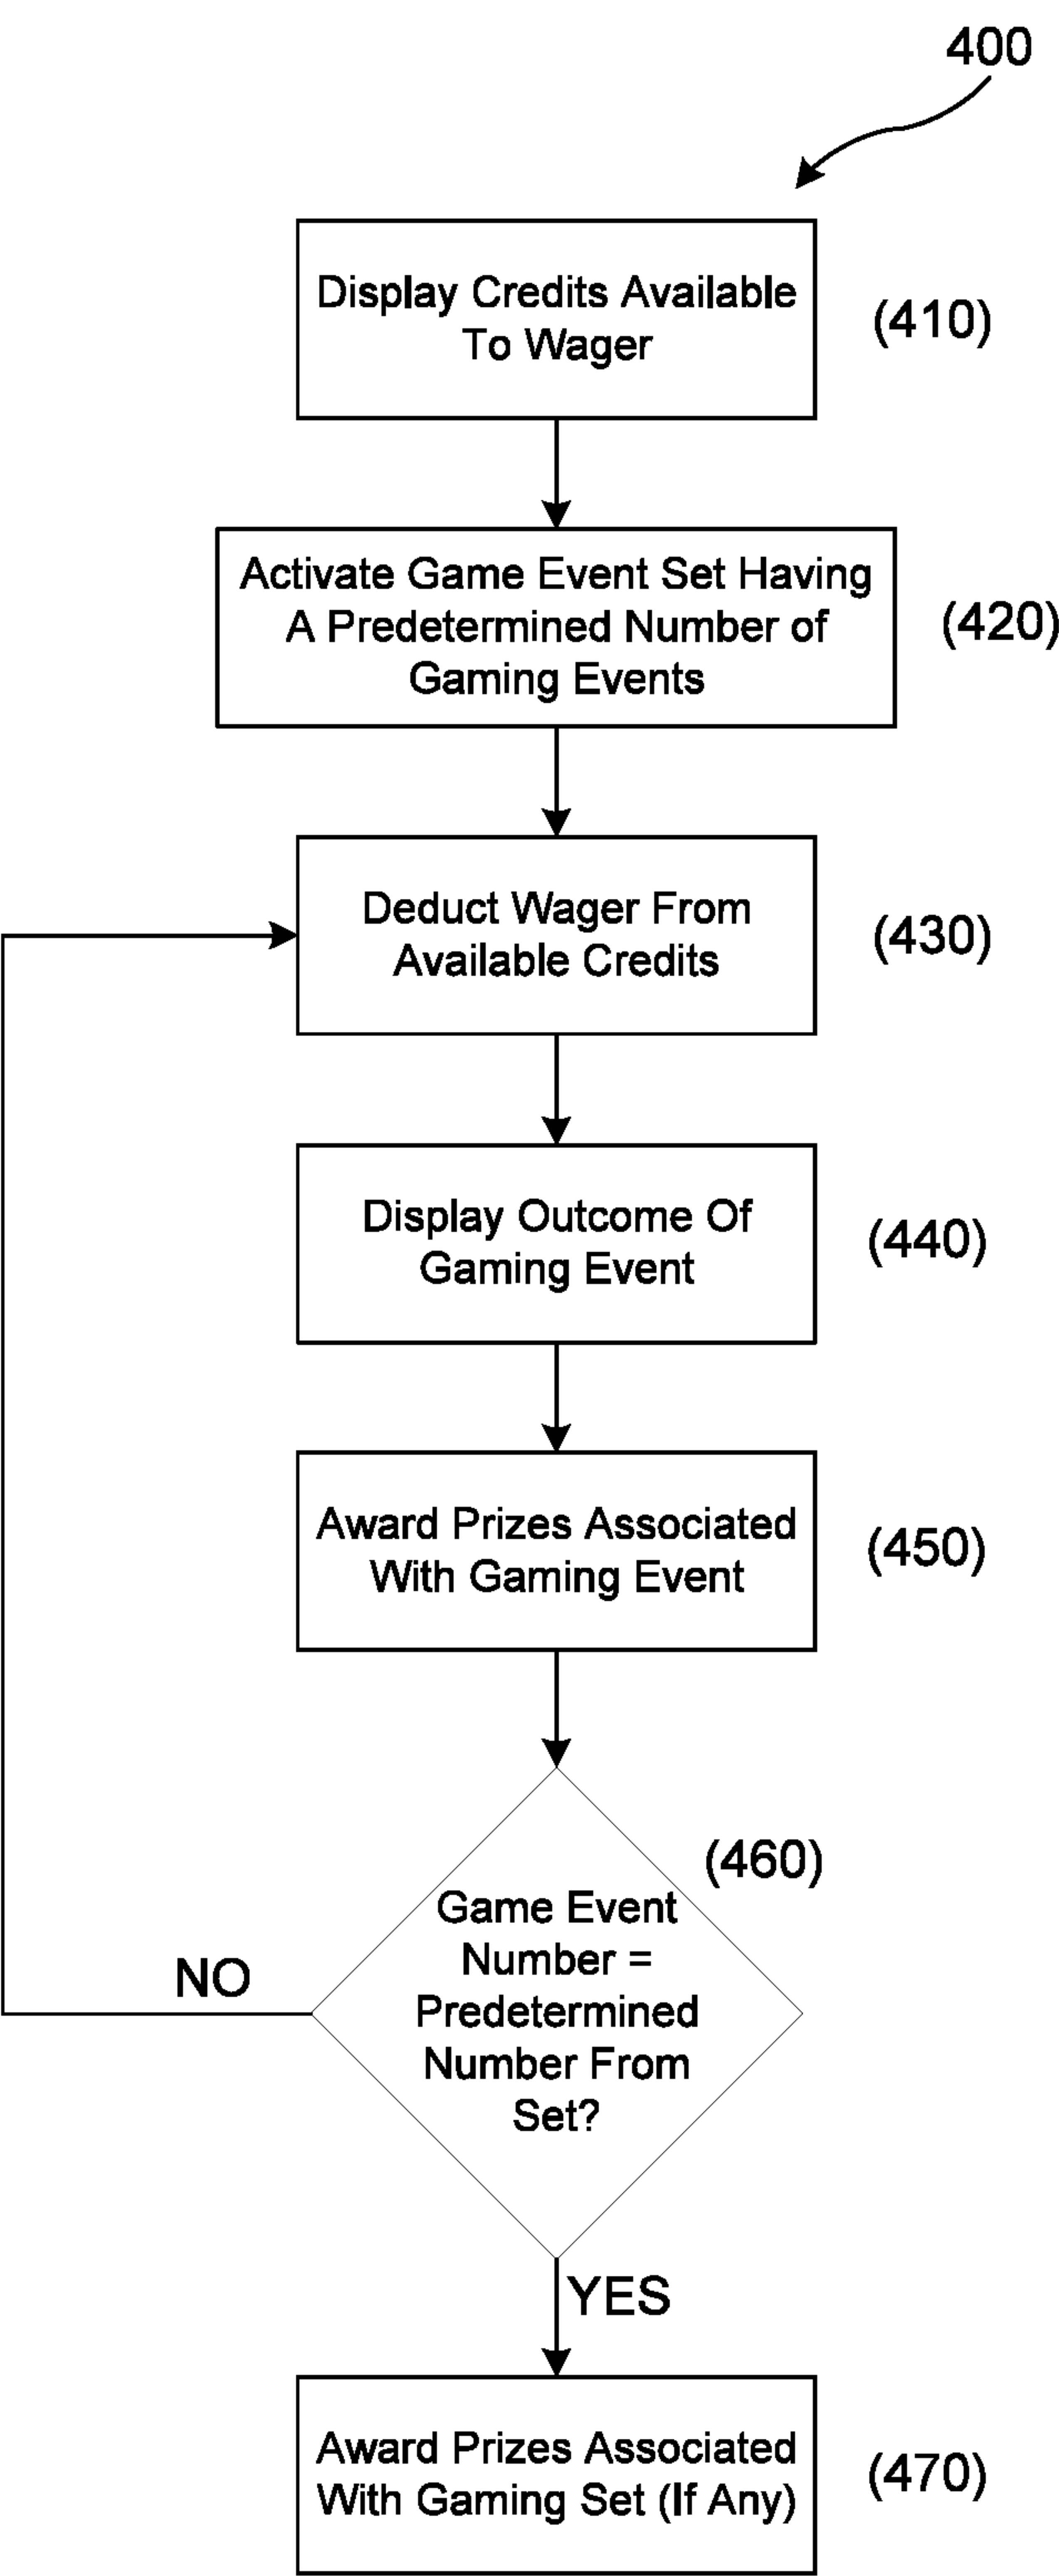 400
Display Credits Available
To Wager
(410)
Activate Game Event Set Having
A Predetermined Number of
Gaming Events
(420)
Deduct Wager From
Available Credits
(430)
Display Outcome Of
Gaming Event
(440)
Award Prizes Associated
With Gaming Event
(450)
(460)
Game Event
Number =
Predetermined
Number From
Set?
NO
YES
Award Prizes Associated
With Gaming Set (If Any)
(470)